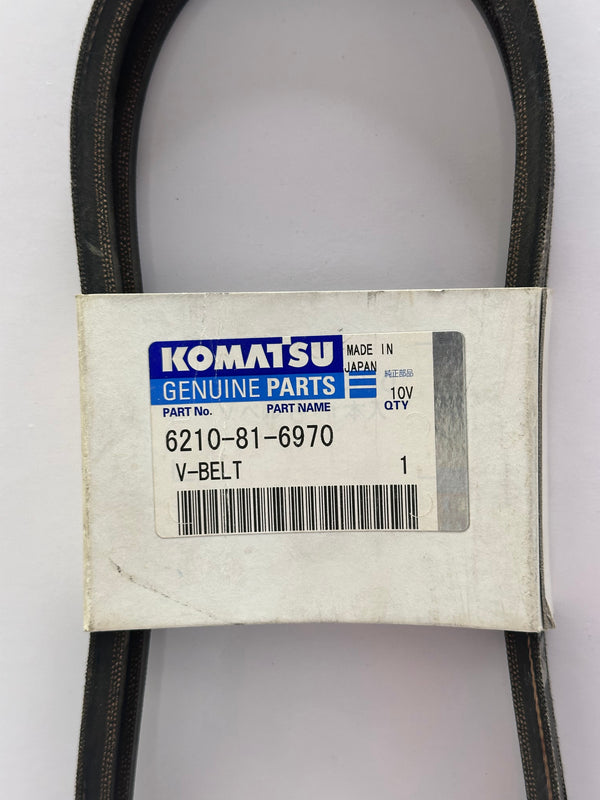 KOMATSU
MADE IN
JAPAN
GENUINE PARTS
純正部品
10V
PART No.
PART NAME
QTY
6210-81-6970
V-BELT
1